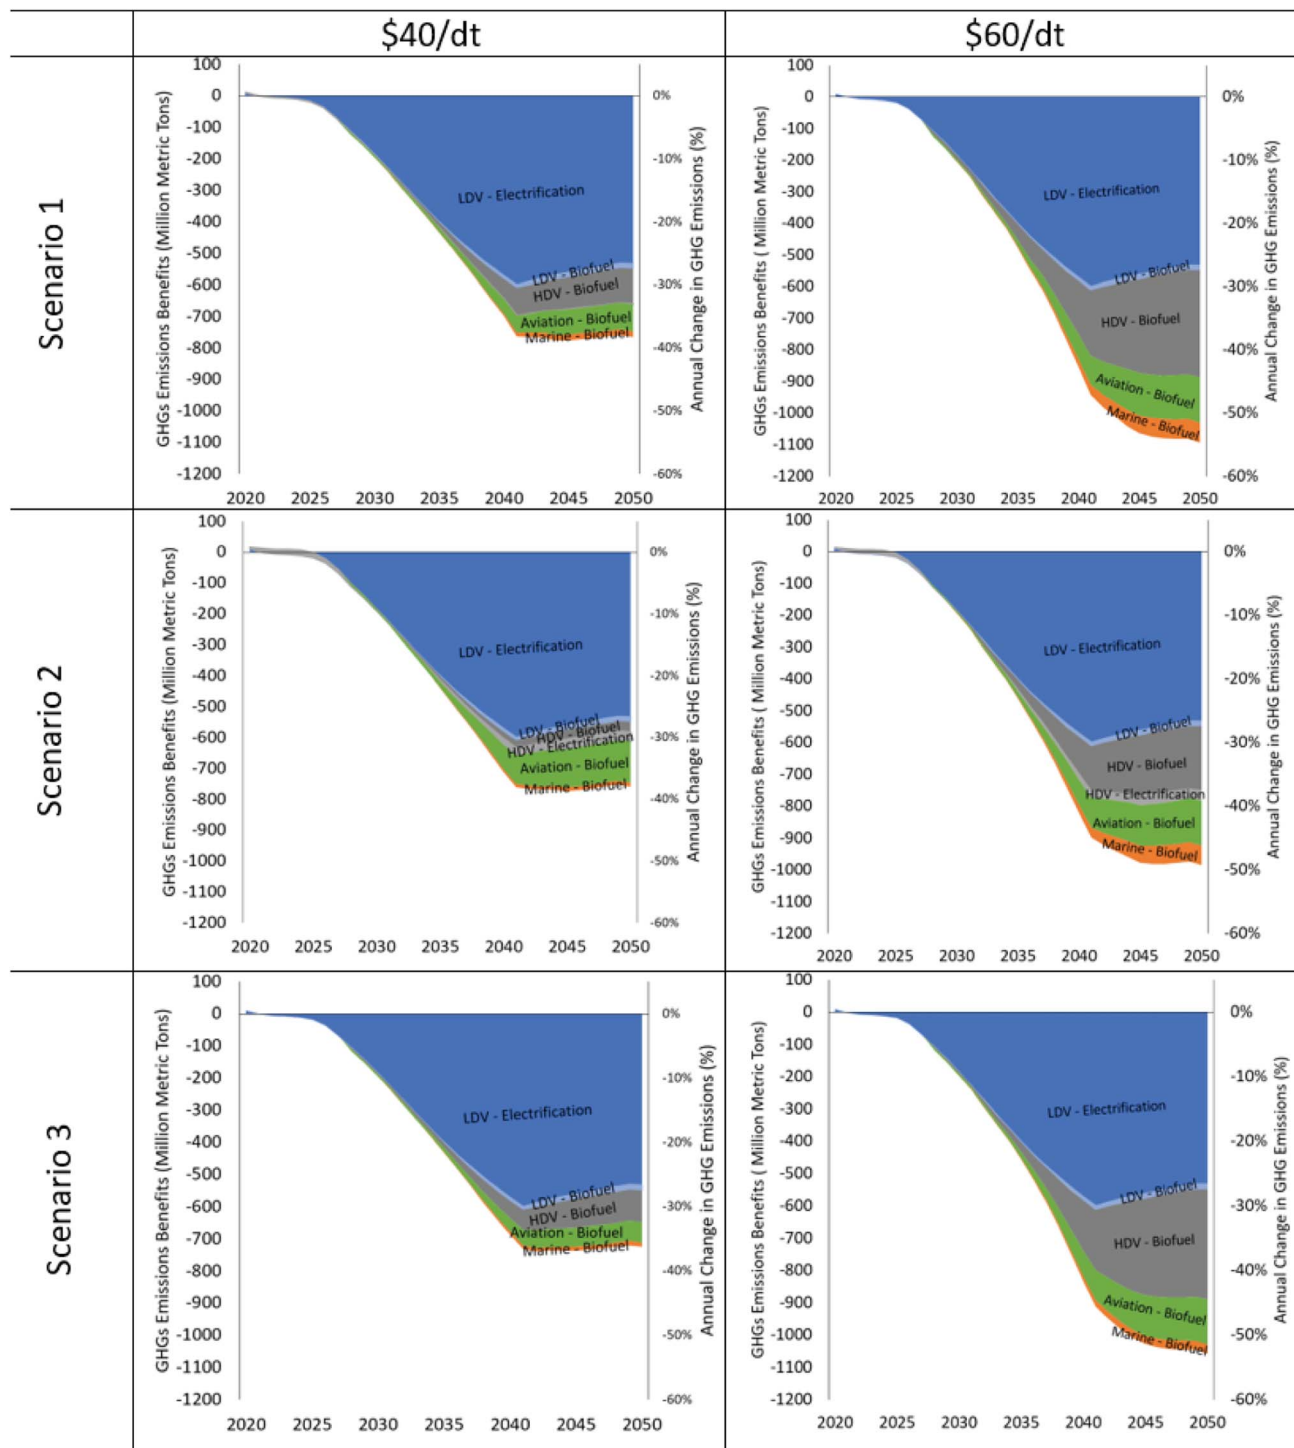 $40/dt
$60/dt
Scenario 1
GHGs Emissions Benefits (Million Metric Tons)
100
0
-100
-200
-300
-400
-500
-600
-700
-800
-900
-1000
-1100
-1200
LDV - Electrification
LDV - Biofuel
HDV - Biofuel
Aviation - Biofuel
Marine - Biofuel
0%
-10%
-20%
-30%
-40%
-50%
-60%
Annual Change in GHG Emissions (%)
2020 2025 2030 2035 2040 2045 2050
GHGs Emissions Benefits ( Million Metric Tons)
100
0
-100
-200
-300
-400
-500
-600
-700
-800
-900
-1000
-1100
-1200
LDV - Electrification
LDV - Biofuel
HDV - Biofuel
Aviation - Biofuel
Marine - Biofuel
0%
-10%
-20%
-30%
-40%
-50%
-60%
Annual Change in GHG Emissions (%)
2020 2025 2030 2035 2040 2045 2050
Scenario 2
GHGs Emissions Benefits (Million Metric Tons)
100
0
-100
-200
-300
-400
-500
-600
-700
-800
-900
-1000
-1100
-1200
LDV - Electrification
LDV - Biofuel
HDV - Biofuel
HDV - Electrification
Aviation - Biofuel
Marine - Biofuel
0%
-10%
-20%
-30%
-40%
-50%
-60%
Annual Change in GHG Emissions (%)
2020 2025 2030 2035 2040 2045 2050
GHGs Emissions Benefits ( Million Metric Tons)
100
0
-100
-200
-300
-400
-500
-600
-700
-800
-900
-1000
-1100
-1200
LDV - Electrification
LDV - Biofuel
HDV - Biofuel
HDV - Electrification
Aviation - Biofuel
Marine - Biofuel
0%
-10%
-20%
-30%
-40%
-50%
-60%
Annual Change in GHG Emissions (%)
2020 2025 2030 2035 2040 2045 2050
Scenario 3
GHGs Emissions Benefits (Million Metric Tons)
100
0
-100
-200
-300
-400
-500
-600
-700
-800
-900
-1000
-1100
-1200
LDV - Electrification
LDV - Biofuel
HDV - Biofuel
Aviation - Biofuel
Marine - Biofuel
0%
-10%
-20%
-30%
-40%
-50%
-60%
Annual Change in GHG Emissions (%)
2020 2025 2030 2035 2040 2045 2050
GHGs Emissions Benefits ( Million Metric Tons)
100
0
-100
-200
-300
-400
-500
-600
-700
-800
-900
-1000
-1100
-1200
LDV - Electrification
LDV - Biofuel
HDV - Biofuel
Aviation - Biofuel
Marine - Biofuel
0%
-10%
-20%
-30%
-40%
-50%
-60%
Annual Change in GHG Emissions (%)
2020 2025 2030 2035 2040 2045 2050